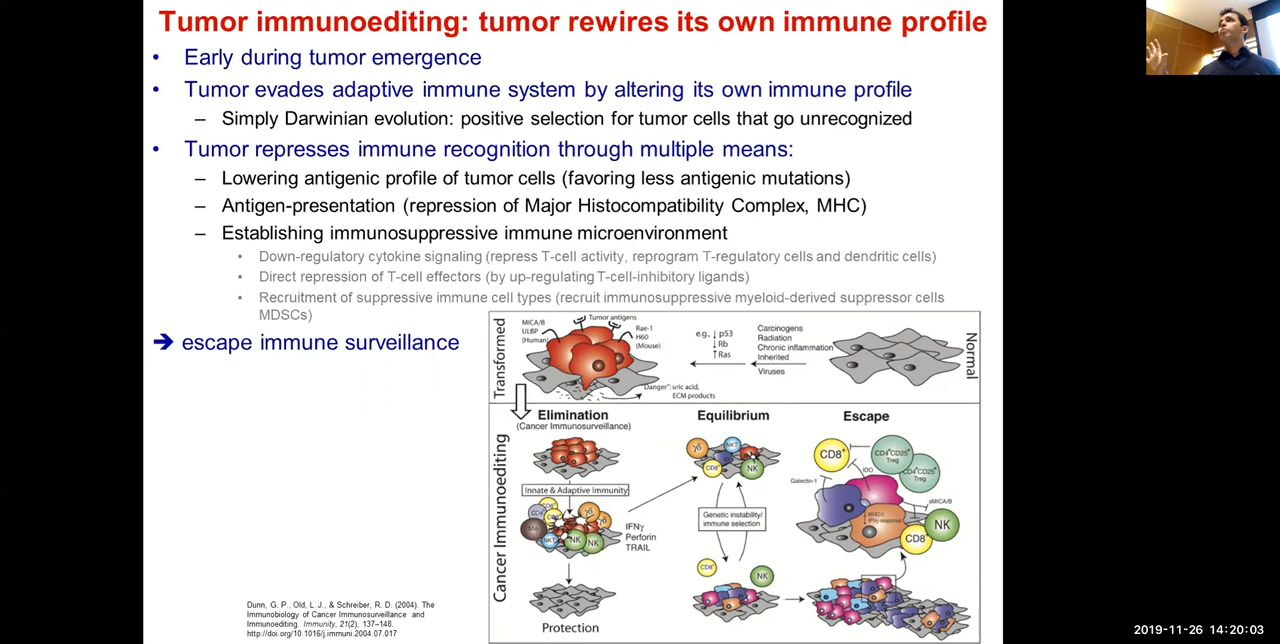 Tumor immunoediting: tumor rewires its own immune profile
• Early during tumor emergence
• Tumor evades adaptive immune system by altering its own immune profile
– Simply Darwinian evolution: positive selection for tumor cells that go unrecognized
• Tumor represses immune recognition through multiple means:
– Lowering antigenic profile of tumor cells (favoring less antigenic mutations)
– Antigen-presentation (repression of Major Histocompatibility Complex, MHC)
– Establishing immunosuppressive immune microenvironment
• Down-regulatory cytokine signaling (repress T-cell activity, reprogram T-regulatory cells and dendritic cells)
• Direct repression of T-cell effectors (by up-regulating T-cell-inhibitory ligands)
• Recruitment of suppressive immune cell types (recruit immunosuppressive myeloid-derived suppressor cells
MDSCs)
➔ escape immune surveillance
Transformed
MICA/B
ULBP
(Human)
Tumor antigens
Rae-1
H60
(Mouse)
e.g., ↓ p53
↓ Rb
↑ Ras
Carcinogens
Radiation
Chronic inflammation
Inherited
Viruses
Normal
Danger": uric acid,
ECM products
Cancer Immunoediting
Elimination
(Cancer Immunosurveillance)
Innate & Adaptive Immunity
CD8+
CD4+
CD8+
γδ
γδ
Mφ
NKT
NK
NK
IFNγ
Perforin
TRAIL
Protection
Equilibrium
γδ
NKT
CD8+
NK
Genetic instability/
immune selection
CD8+
NK
Escape
CD8+
CD4+CD25+
Treg
CD4+CD25+
Treg
IDO
Galectin-1
sMICA/B
↓ MHC-I
↓ IFNγ response
NK
CD8+
Dunn, G. P., Old, L. J., & Schreiber, R. D. (2004). The
Immunobiology of Cancer Immunosurveillance and
Immunoediting. Immunity, 21(2), 137–148.
http://doi.org/10.1016/j.immuni.2004.07.017
2019-11-26 14:20:03